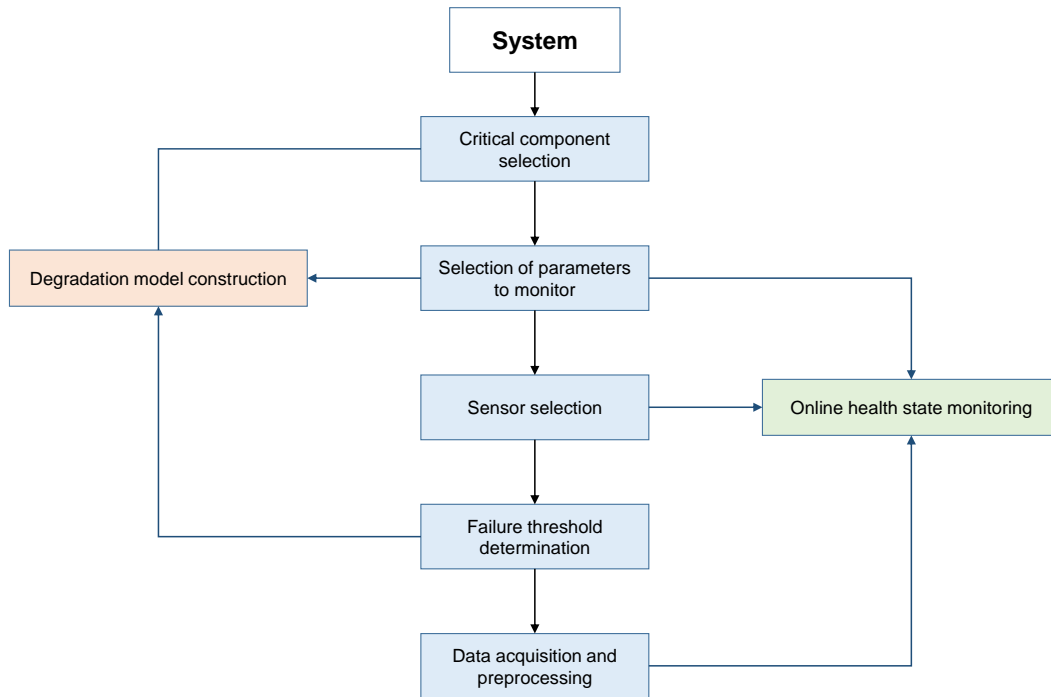 System
Critical component
selection
Degradation model construction
Selection of parameters
to monitor
Sensor selection
Online health state monitoring
Failure threshold
determination
Data acquisition and
preprocessing